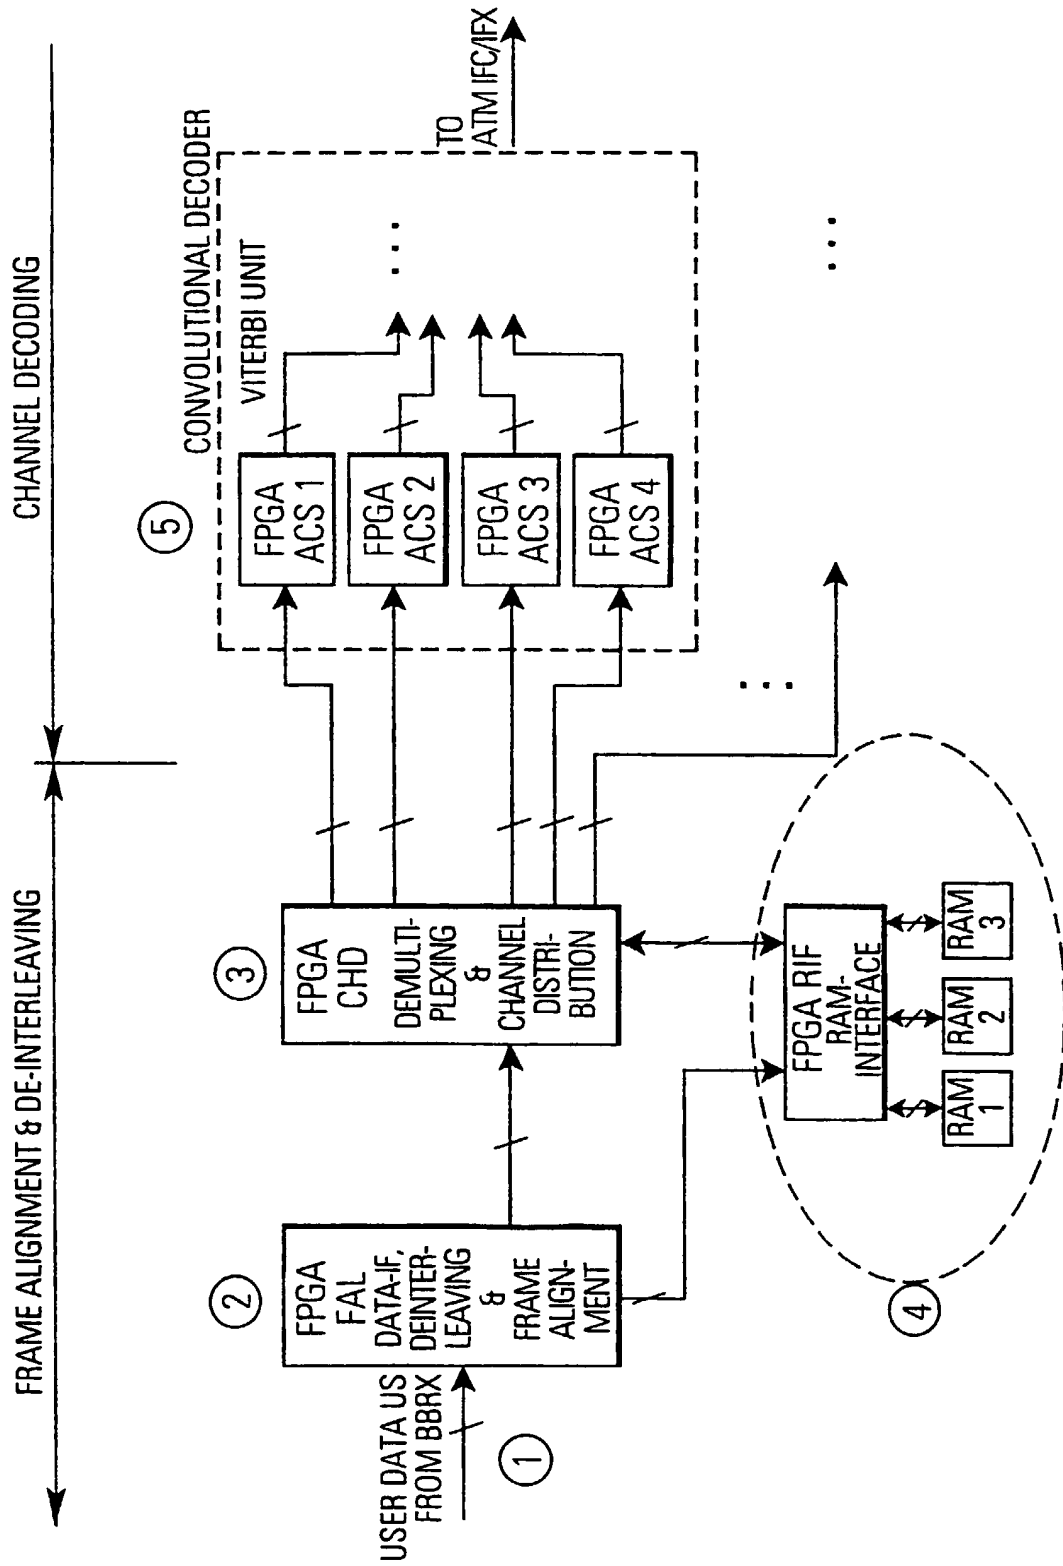 FRAME ALIGNMENT & DE-INTERLEAVING
CHANNEL DECODING
1
USER DATA US
FROM BBRX
2
FPGA
FAL
DATA-IF,
DEINTER-
LEAVING
&
FRAME
ALIGN-
MENT
3
FPGA
CHD
DEMULTI-
PLEXING
&
CHANNEL
DISTRI-
BUTION
4
FPGA RIF
RAM-
INTERFACE
RAM
1
RAM
2
RAM
3
5
CONVOLUTIONAL DECODER
VITERBI UNIT
FPGA
ACS 1
FPGA
ACS 2
FPGA
ACS 3
FPGA
ACS 4
...
...
...
TO
ATM IFC/IFX